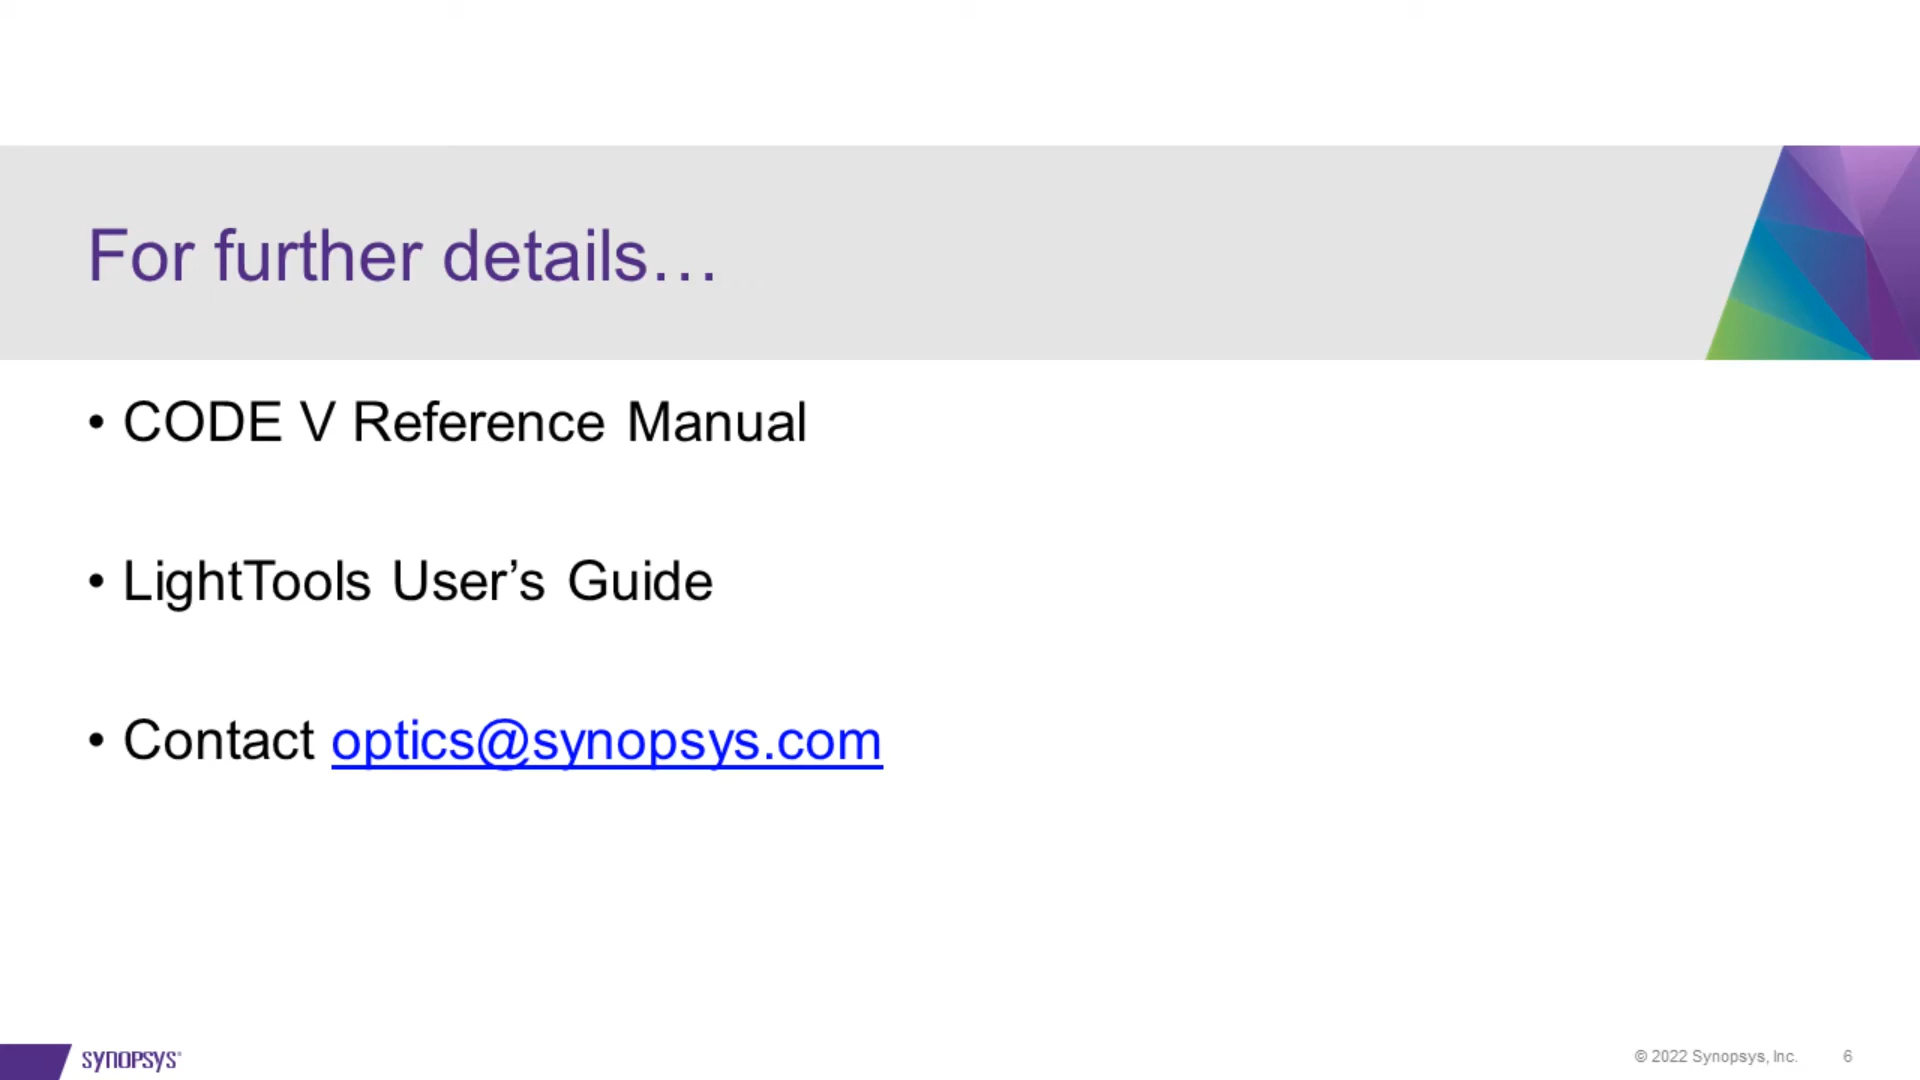 For further details…
• CODE V Reference Manual
• LightTools User’s Guide
• Contact optics@synopsys.com
SYNOPSYS®
© 2022 Synopsys, Inc. 6